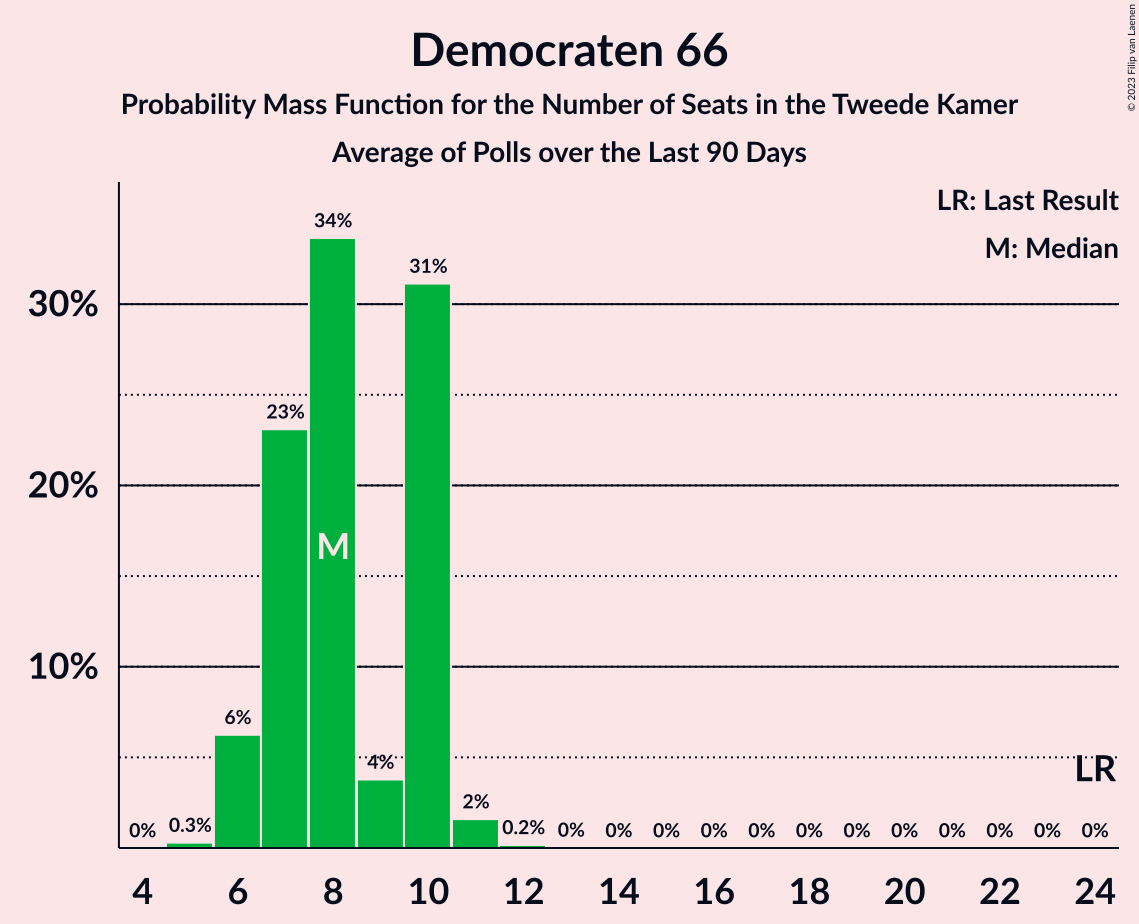 Democraten 66
Probability Mass Function for the Number of Seats in the Tweede Kamer
Average of Polls over the Last 90 Days
© 2023 Filip van Laenen
LR: Last Result
M: Median
34%
31%
30%
23%
20%
M
10%
6%
4%
LR
2%
0% 0.3% 0.2% 0% 0% 0% 0% 0% 0% 0% 0% 0% 0% 0% 0%
4 6 8 10 12 14 16 18 20 22 24